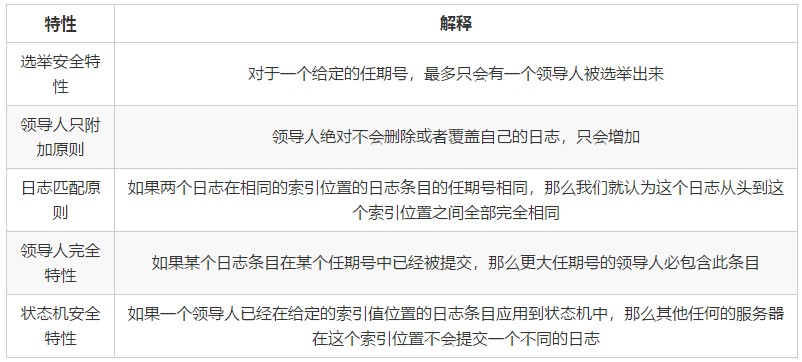 特性 解释
选举安全特
性
对于一个给定的任期号，最多只会有一个领导人被选举出来
领导人只附
加原则
领导人绝对不会删除或者覆盖自己的日志，只会增加
日志匹配原
则
如果两个日志在相同的索引位置的日志条目的任期号相同，那么我们就认为这个日志从头到这
个索引位置之间全部完全相同
领导人完全
特性
如果某个日志条目在某个任期号中已经被提交，那么更大任期号的领导人必包含此条目
状态机安全
特性
如果一个领导人已经在给定的索引值位置的日志条目应用到状态机中，那么其他任何的服务器
在这个索引位置不会提交一个不同的日志